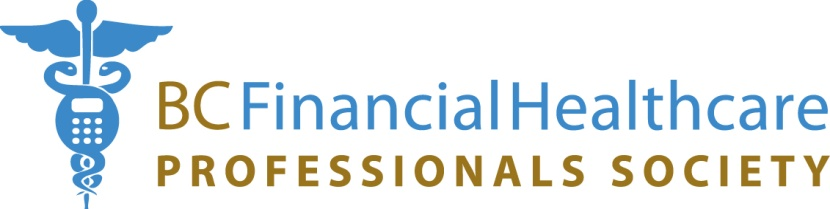 BCFinancialHealthcare
PROFESSIONALS SOCIETY